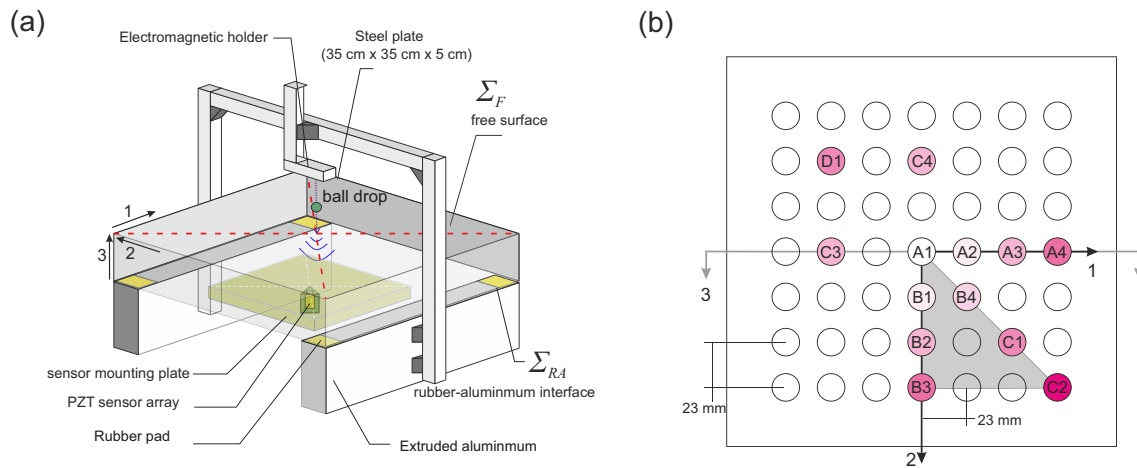 (a)
Electromagnetic holder
Steel plate
(35 cm x 35 cm x 5 cm)
Σ_F
free surface
ball drop
1
2
3
sensor mounting plate
PZT sensor array
Rubber pad
Σ_RA
rubber-aluminmum interface
Extruded aluminmum
(b)
D1 C4
C3 A1 A2 A3 A4
3
1
B1 B4
B2 C1
B3 C2
23 mm
23 mm
2